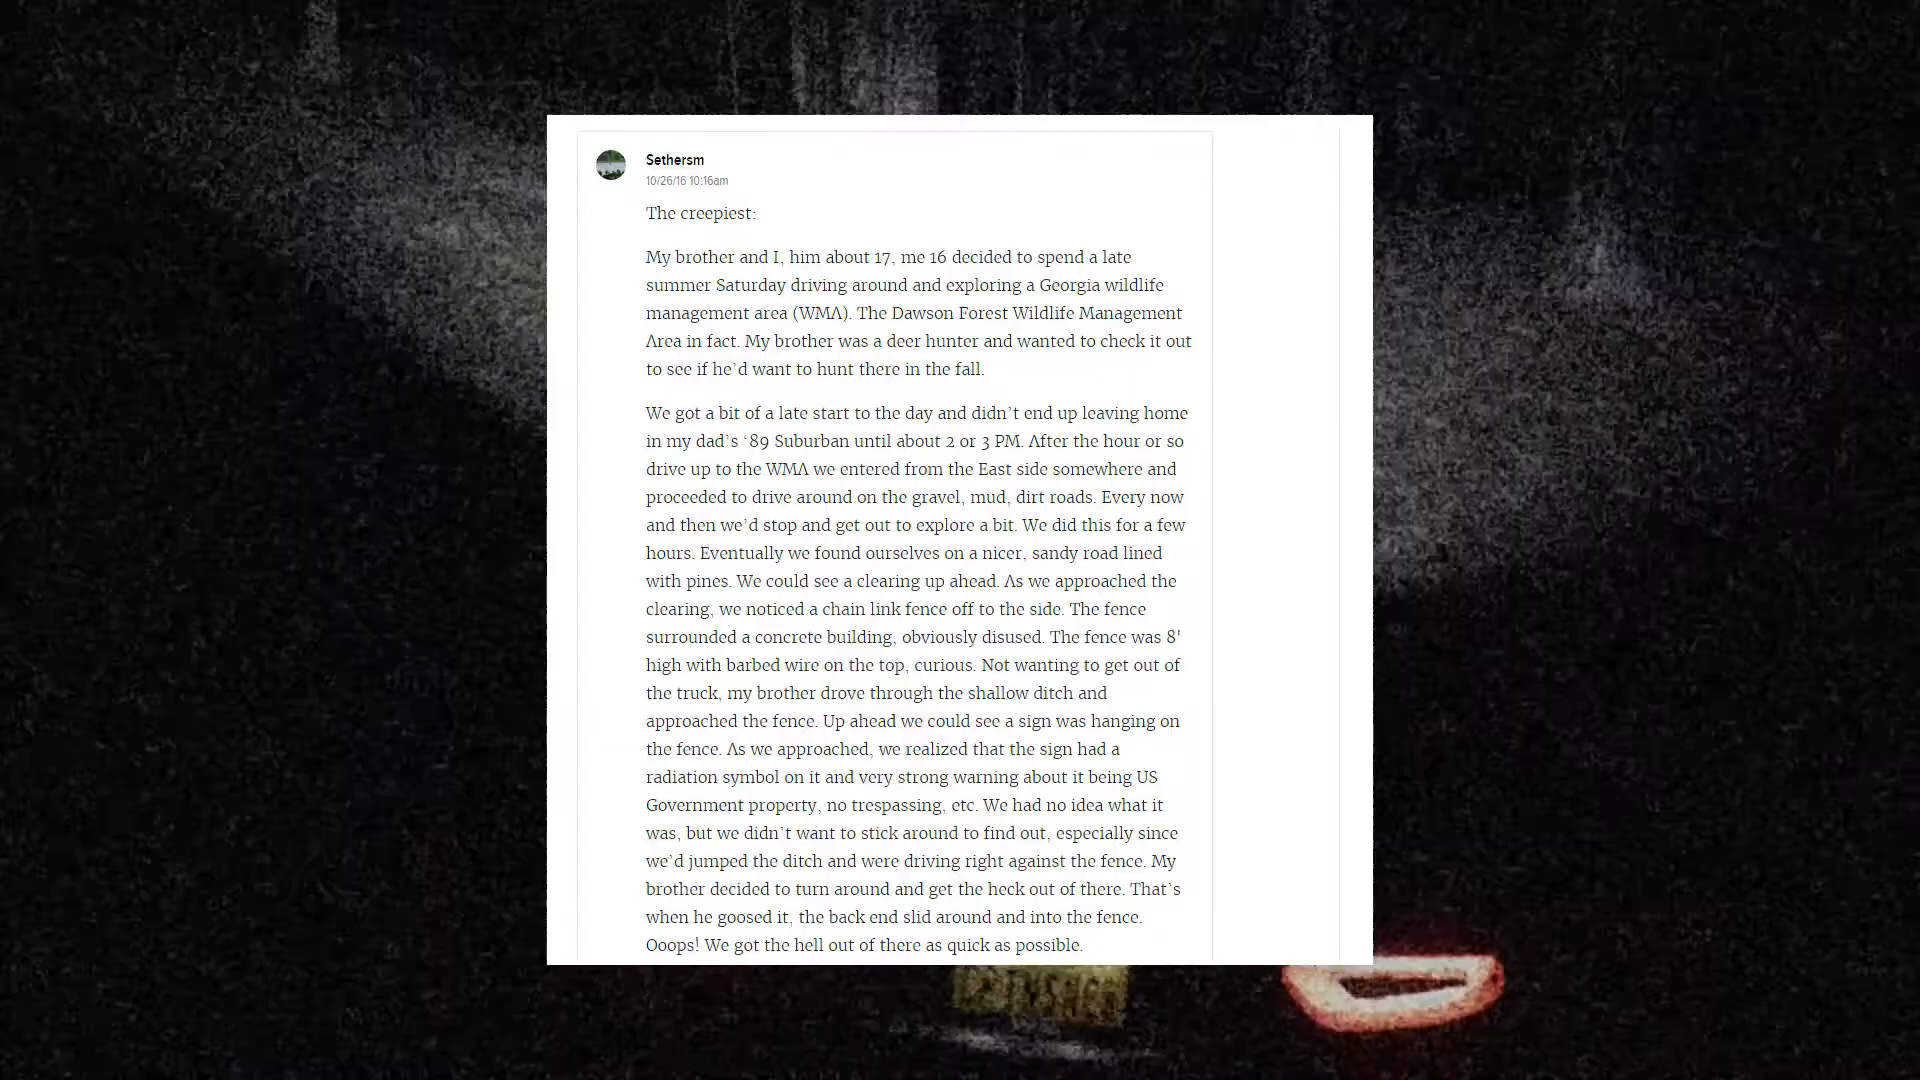 Sethersm
10/26/16 10:16am
The creepiest:
My brother and I, him about 17, me 16 decided to spend a late
summer Saturday driving around and exploring a Georgia wildlife
management area (WMA). The Dawson Forest Wildlife Management
Area in fact. My brother was a deer hunter and wanted to check it out
to see if he’d want to hunt there in the fall.
We got a bit of a late start to the day and didn’t end up leaving home
in my dad’s ‘89 Suburban until about 2 or 3 PM. After the hour or so
drive up to the WMA we entered from the East side somewhere and
proceeded to drive around on the gravel, mud, dirt roads. Every now
and then we’d stop and get out to explore a bit. We did this for a few
hours. Eventually we found ourselves on a nicer, sandy road lined
with pines. We could see a clearing up ahead. As we approached the
clearing, we noticed a chain link fence off to the side. The fence
surrounded a concrete building, obviously disused. The fence was 8'
high with barbed wire on the top, curious. Not wanting to get out of
the truck, my brother drove through the shallow ditch and
approached the fence. Up ahead we could see a sign was hanging on
the fence. As we approached, we realized that the sign had a
radiation symbol on it and very strong warning about it being US
Government property, no trespassing, etc. We had no idea what it
was, but we didn’t want to stick around to find out, especially since
we’d jumped the ditch and were driving right against the fence. My
brother decided to turn around and get the heck out of there. That’s
when he goosed it, the back end slid around and into the fence.
Ooops! We got the hell out of there as quick as possible.